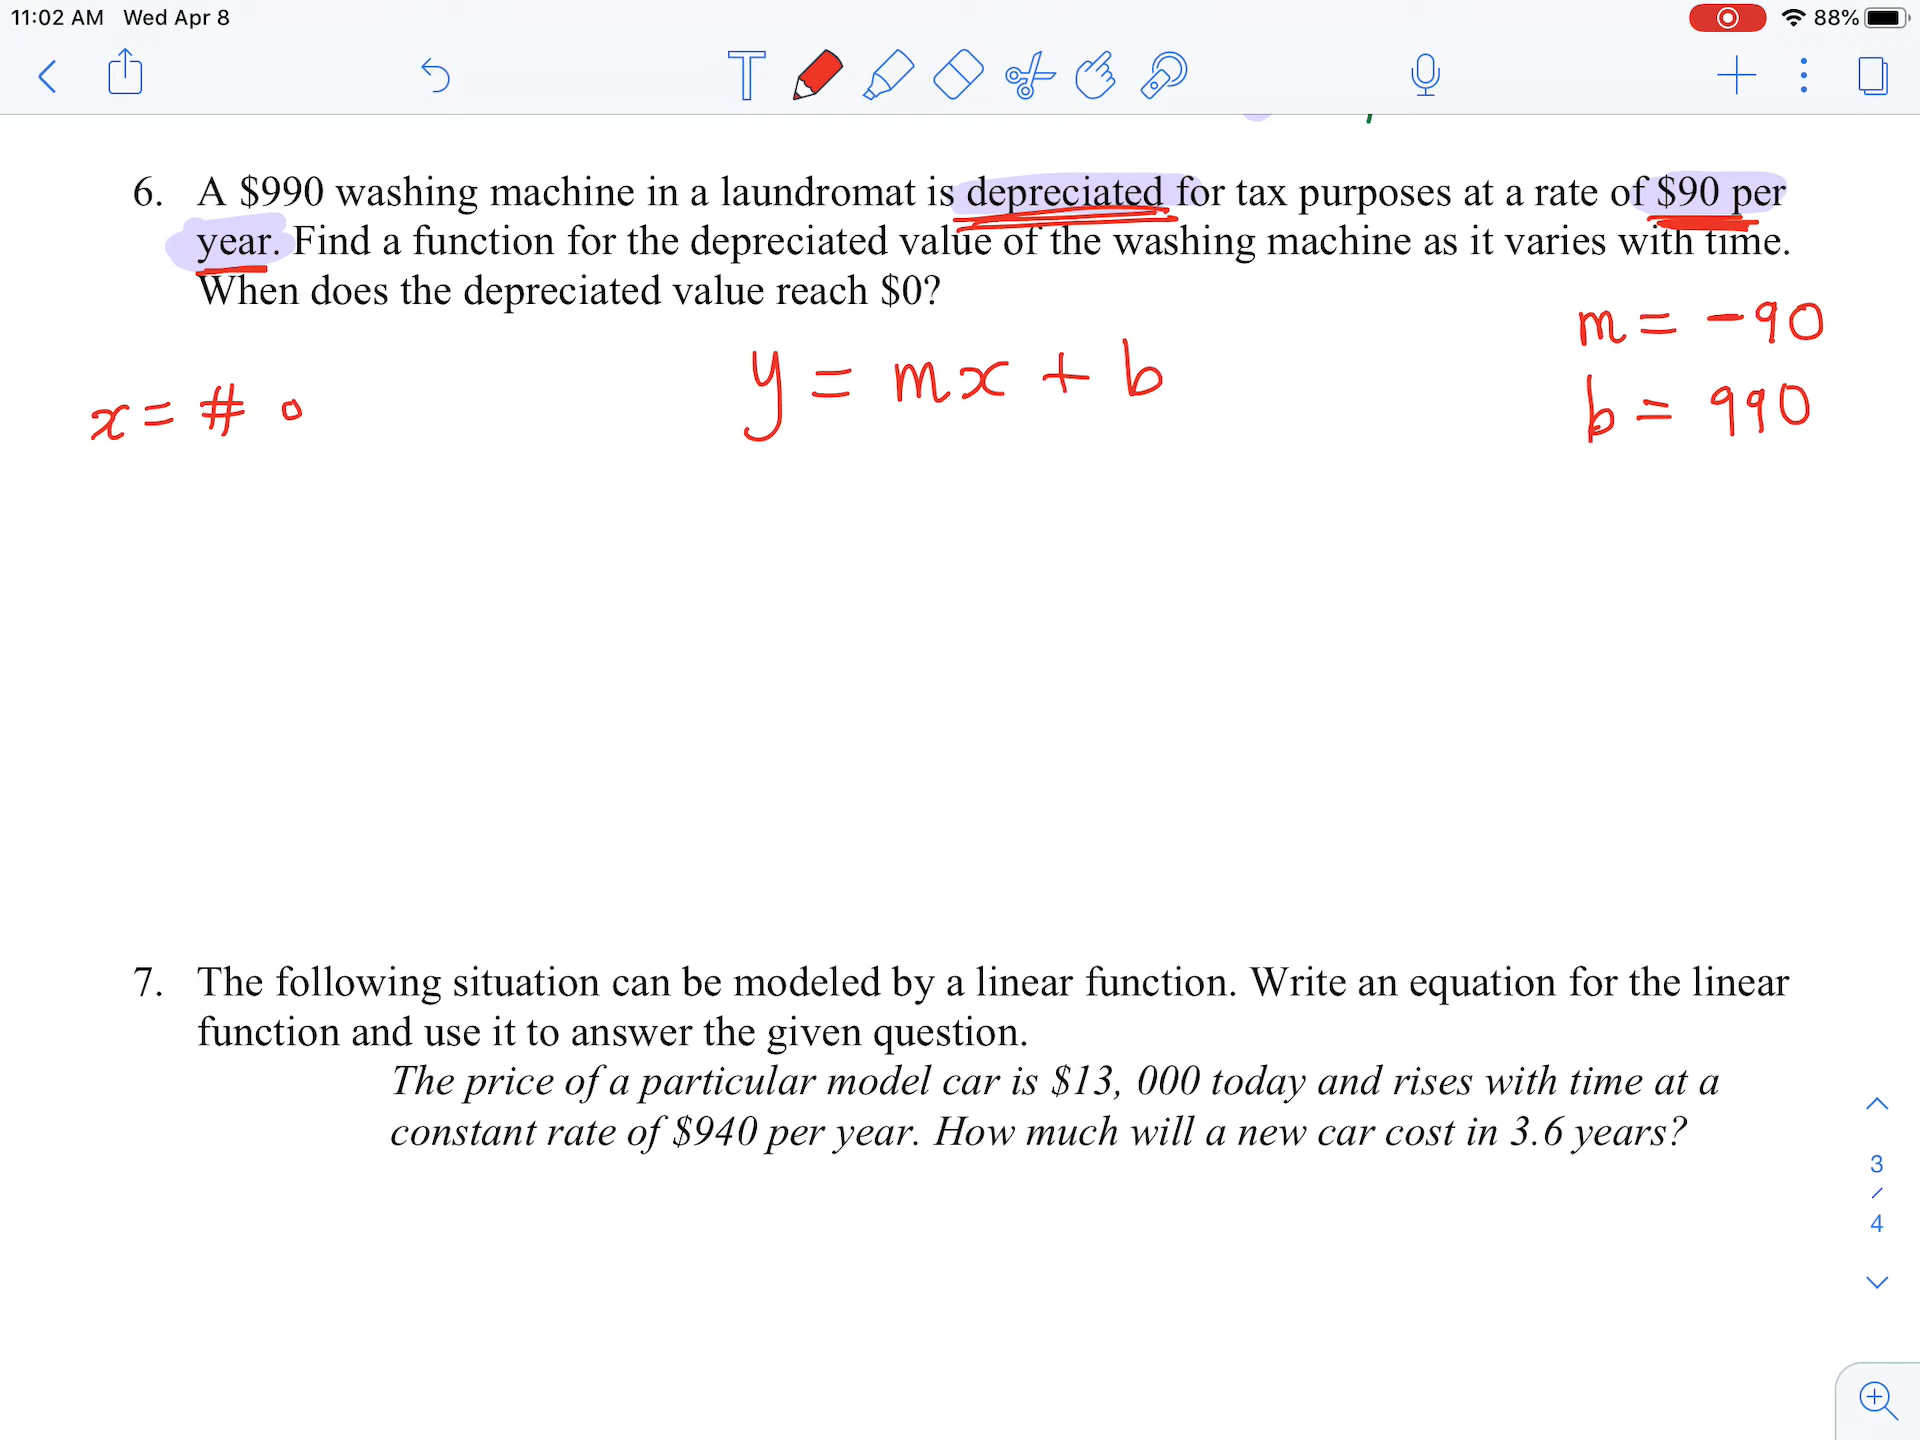 11:02 AM Wed Apr 8
88%
T
6. A $990 washing machine in a laundromat is depreciated for tax purposes at a rate of $90 per
year. Find a function for the depreciated value of the washing machine as it varies with time.
When does the depreciated value reach $0?
m = -90
y = mx + b
x = # o
b = 990
7. The following situation can be modeled by a linear function. Write an equation for the linear
function and use it to answer the given question.
The price of a particular model car is $13, 000 today and rises with time at a
constant rate of $940 per year. How much will a new car cost in 3.6 years?
3
/
4